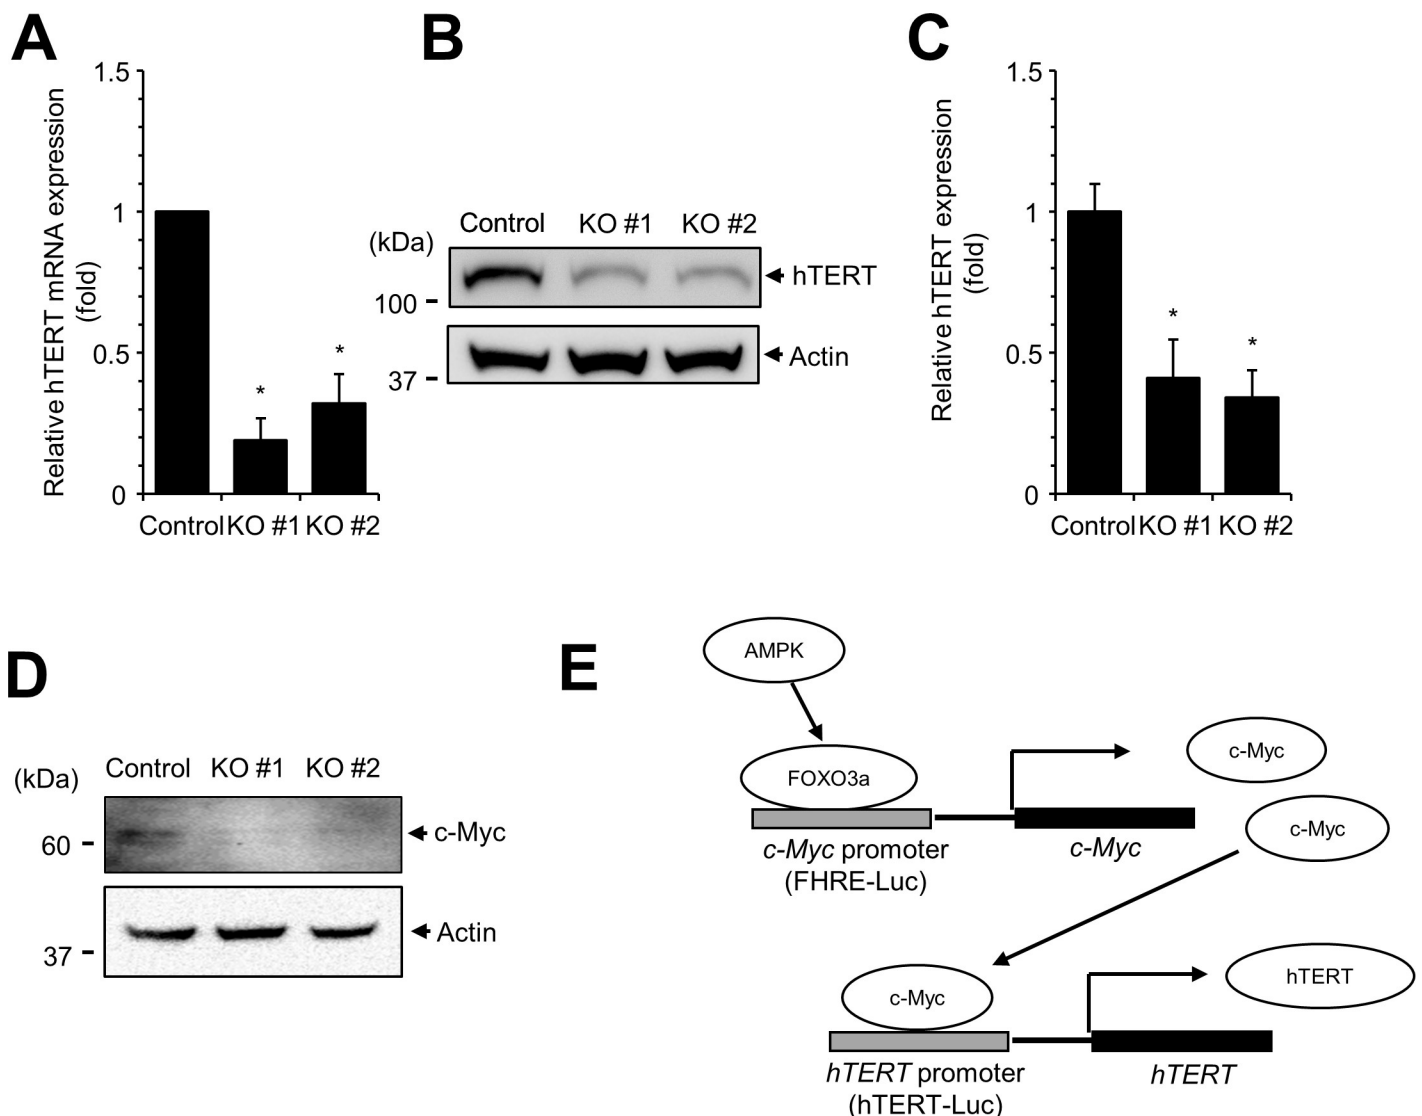 A
Relative hTERT mRNA expression
(fold)
1.5
1
0.5
0
*
*
Control KO #1 KO #2
B
Control KO #1 KO #2
(kDa)
hTERT
100
Actin
37
C
Relative hTERT expression
(fold)
1.5
1
0.5
0
*
*
Control KO #1 KO #2
D
(kDa) Control KO #1 KO #2
c-Myc
60
Actin
37
E
AMPK
FOXO3a
c-Myc
c-Myc
c-Myc promoter
(FHRE-Luc)
c-Myc
c-Myc
hTERT
hTERT promoter
(hTERT-Luc)
hTERT